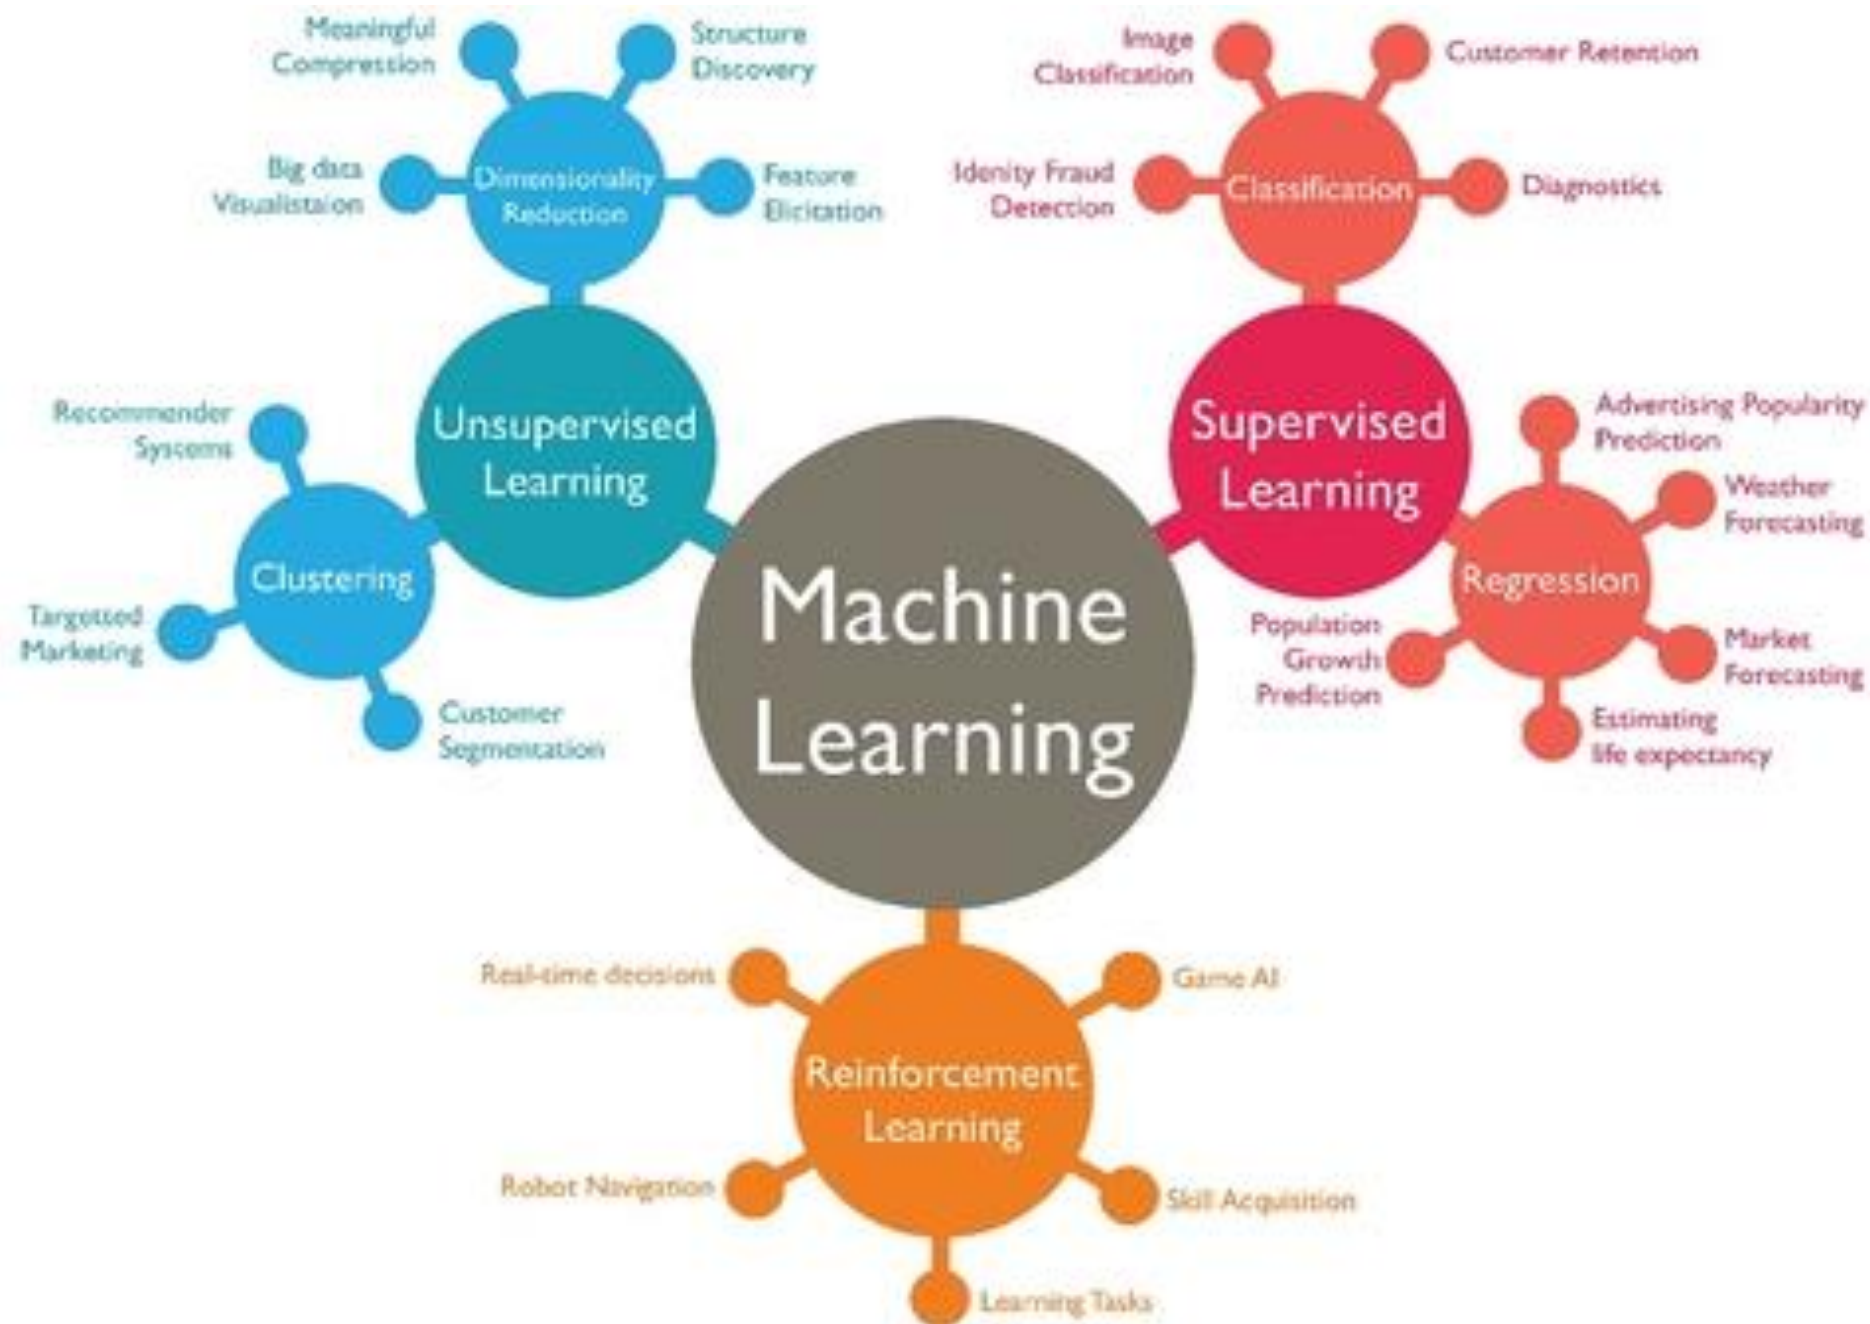 Meaningful
Compression
Structure
Discovery
Big data
Visualistaion
Dimensionality
Reduction
Feature
Elicitation
Image
Classification
Customer Retention
Idenity Fraud
Detection
Classification
Diagnostics
Unsupervised
Learning
Supervised
Learning
Recommender
Systems
Clustering
Targetted
Marketing
Customer
Segmentation
Machine
Learning
Advertising Popularity
Prediction
Weather
Forecasting
Regression
Population
Growth
Prediction
Market
Forecasting
Estimating
life expectancy
Real-time decisions
Game AI
Reinforcement
Learning
Robot Navigation
Skill Acquisition
Learning Tasks